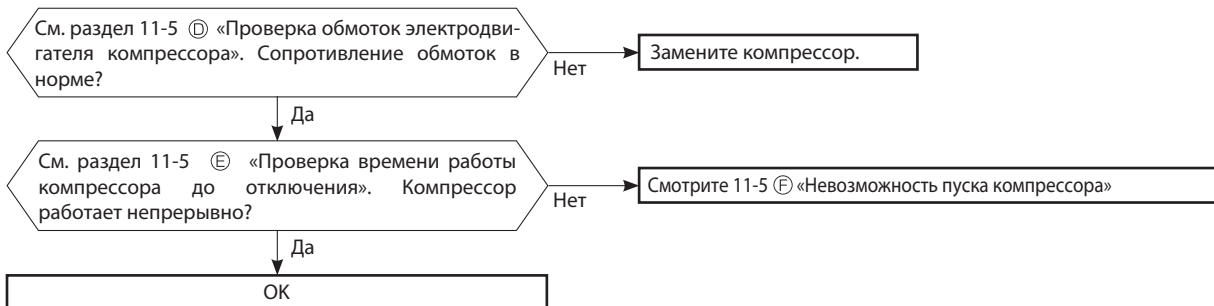 См. раздел 11-5 Ⓓ «Проверка обмоток электродви-
гателя компрессора». Сопротивление обмоток в
норме?
Нет
Замените компрессор.
Да
См. раздел 11-5 Ⓔ «Проверка времени работы
компрессора до отключения». Компрессор
работает непрерывно?
Нет
Смотрите 11-5 Ⓕ «Невозможность пуска компрессора»
Да
OK